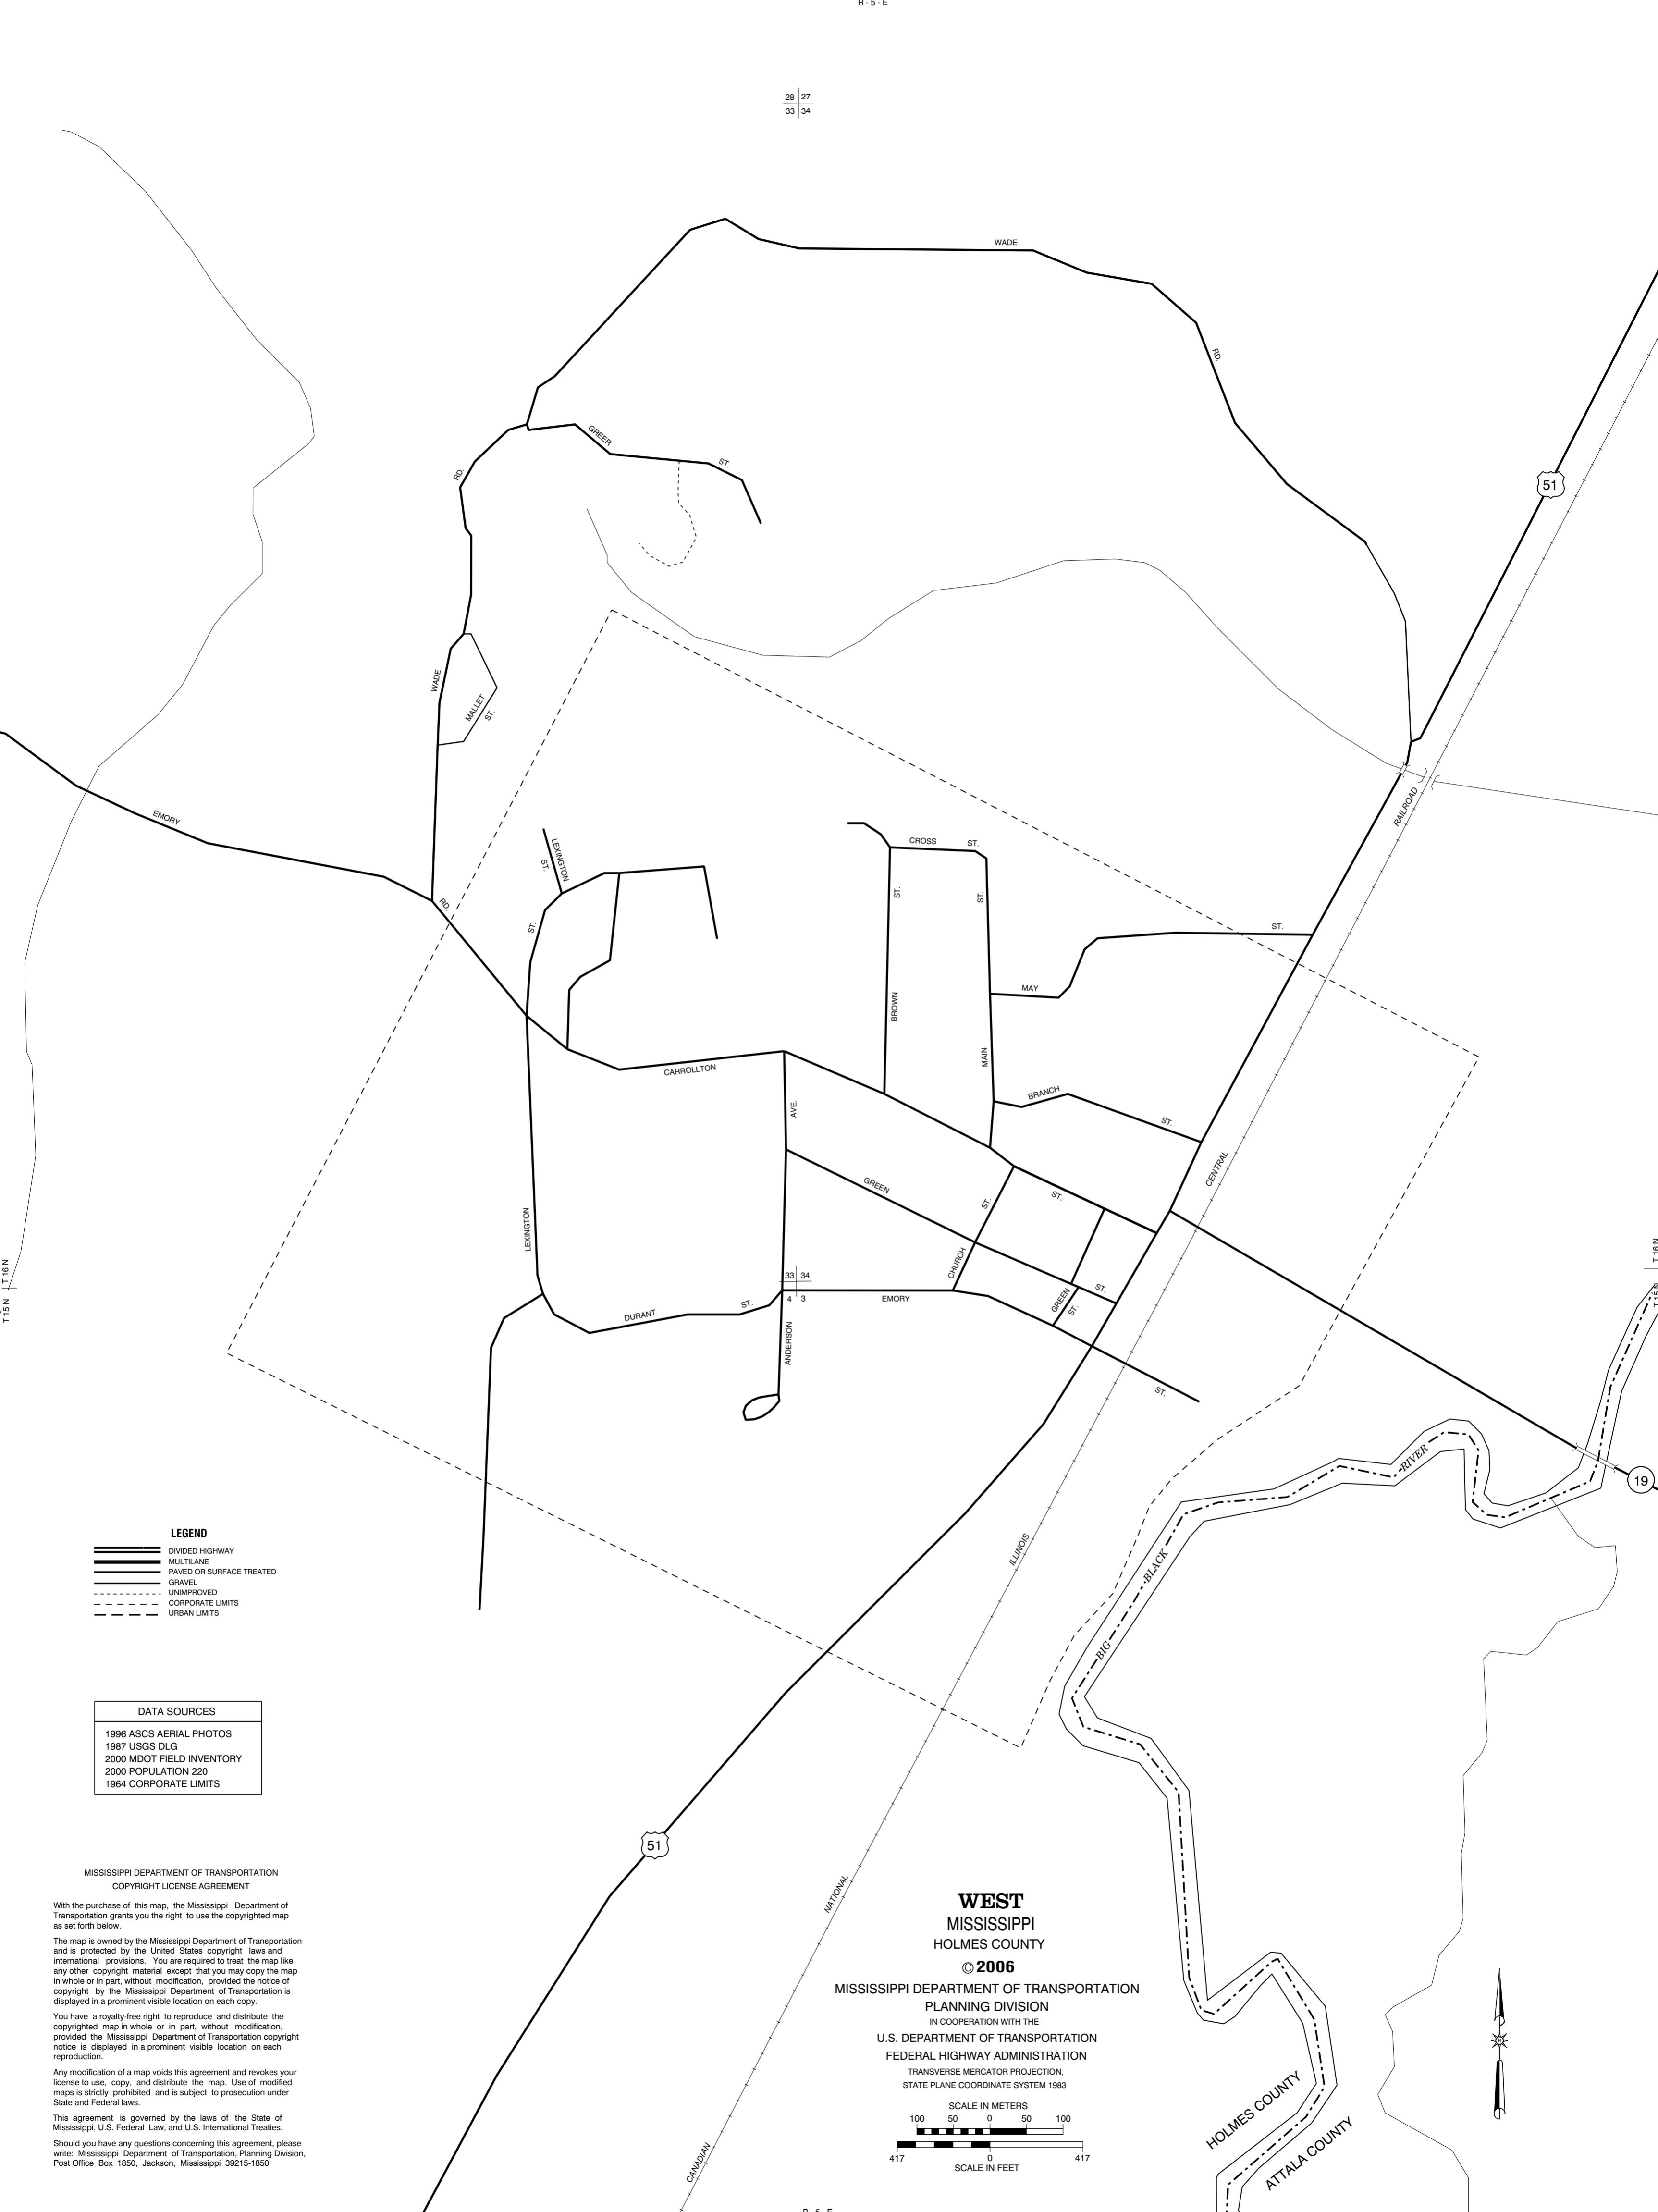 R - 5 - E
28 27
33 34
WADE
RD.
51
GREER
ST.
RD.
WADE
MALLET
ST.
RAILROAD
EMORY
RD.
LEXINGTON
ST.
ST.
CROSS ST.
ST.
ST.
ST.
BROWN
MAY
MAIN
CARROLLTON
AVE.
BRANCH
ST.
CENTRAL
GREEN
ST.
ST.
LEXINGTON
CHURCH
T 16 N
T 15 N
T 16 N
T 15 N
33 34
4 3
EMORY
GREEN
ST.
ST.
DURANT
ST.
ANDERSON
ST.
RIVER
19
ILLINOIS
BLACK
BIG
LEGEND
DIVIDED HIGHWAY
MULTILANE
PAVED OR SURFACE TREATED
GRAVEL
UNIMPROVED
CORPORATE LIMITS
URBAN LIMITS
DATA SOURCES
1996 ASCS AERIAL PHOTOS
1987 USGS DLG
2000 MDOT FIELD INVENTORY
2000 POPULATION 220
1964 CORPORATE LIMITS
51
NATIONAL
MISSISSIPPI DEPARTMENT OF TRANSPORTATION
COPYRIGHT LICENSE AGREEMENT
With the purchase of this map, the Mississippi Department of
Transportation grants you the right to use the copyrighted map
as set forth below.
The map is owned by the Mississippi Department of Transportation
and is protected by the United States copyright laws and
international provisions. You are required to treat the map like
any other copyright material except that you may copy the map
in whole or in part, without modification, provided the notice of
copyright by the Mississippi Department of Transportation is
displayed in a prominent visible location on each copy.
You have a royalty-free right to reproduce and distribute the
copyrighted map in whole or in part, without modification,
provided the Mississippi Department of Transportation copyright
notice is displayed in a prominent visible location on each
reproduction.
Any modification of a map voids this agreement and revokes your
license to use, copy, and distribute the map. Use of modified
maps is strictly prohibited and is subject to prosecution under
State and Federal laws.
This agreement is governed by the laws of the State of
Mississippi, U.S. Federal Law, and U.S. International Treaties.
Should you have any questions concerning this agreement, please
write: Mississippi Department of Transportation, Planning Division,
Post Office Box 1850, Jackson, Mississippi 39215-1850
WEST
MISSISSIPPI
HOLMES COUNTY
© 2006
MISSISSIPPI DEPARTMENT OF TRANSPORTATION
PLANNING DIVISION
IN COOPERATION WITH THE
U.S. DEPARTMENT OF TRANSPORTATION
FEDERAL HIGHWAY ADMINISTRATION
TRANSVERSE MERCATOR PROJECTION,
STATE PLANE COORDINATE SYSTEM 1983
SCALE IN METERS
100 50 0 50 100
417 0 417
SCALE IN FEET
CANADIAN
HOLMES COUNTY
ATTALA COUNTY
R - 5 - E